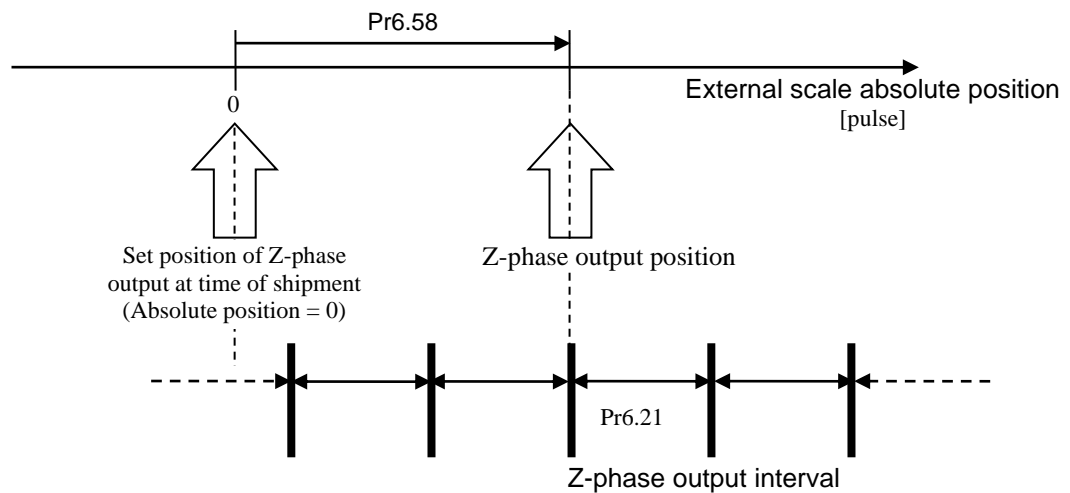 Pr6.58
External scale absolute position
[pulse]
0
Set position of Z-phase
output at time of shipment
(Absolute position = 0)
Z-phase output position
Pr6.21
Z-phase output interval